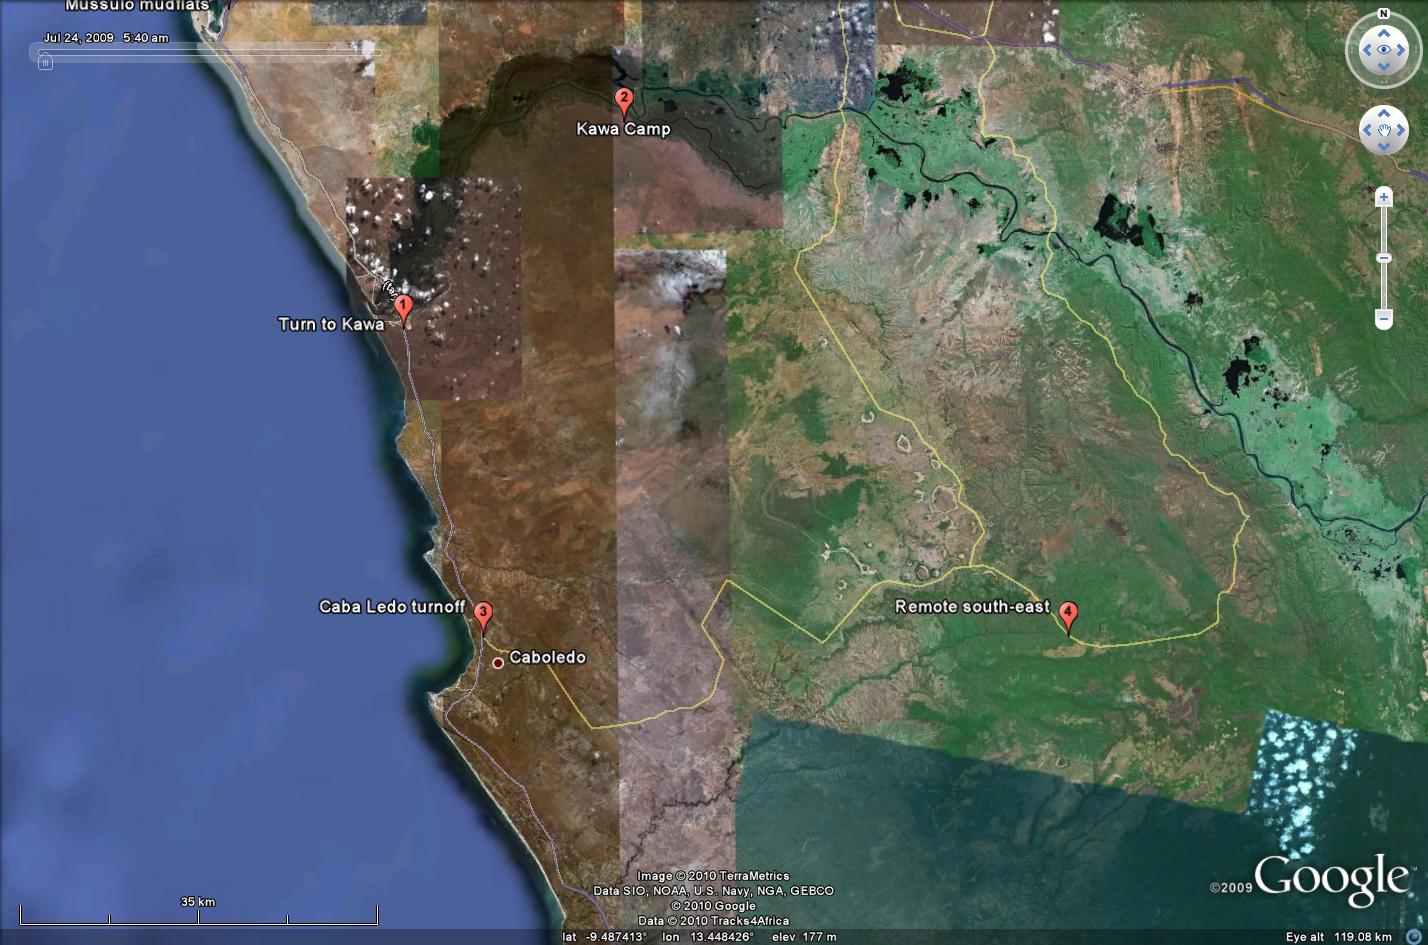 Mussulo mudflats
Jul 24, 2009 5:40 am
N
2
Kawa Camp
1
Turn to Kawa
Caba Ledo turnoff
3
Remote south-east
4
Caboledo
35 km
Image © 2010 TerraMetrics
Data SIO, NOAA, U.S. Navy, NGA, GEBCO
© 2010 Google
Data © 2010 Tracks4Africa
©2009 Google
lat -9.487413° lon 13.448426° elev 177 m
Eye alt 119.08 km